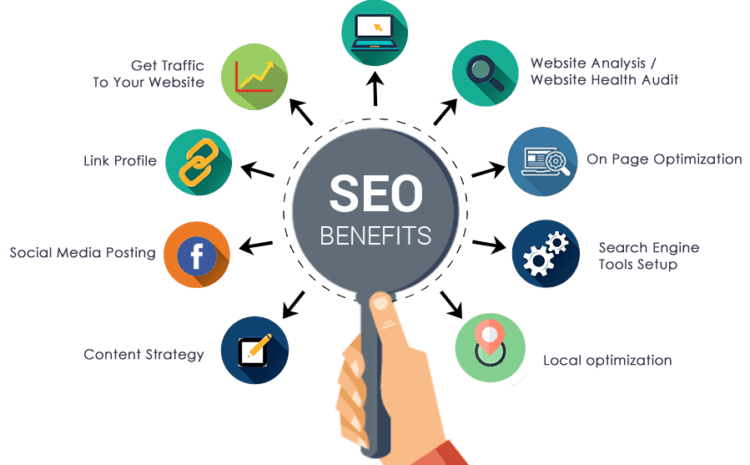 Get Traffic
To Your Website
Website Analysis /
Website Health Audit
Link Profile
On Page Optimization
SEO
BENEFITS
Social Media Posting
f
Search Engine
Tools Setup
Content Strategy
Local optimization